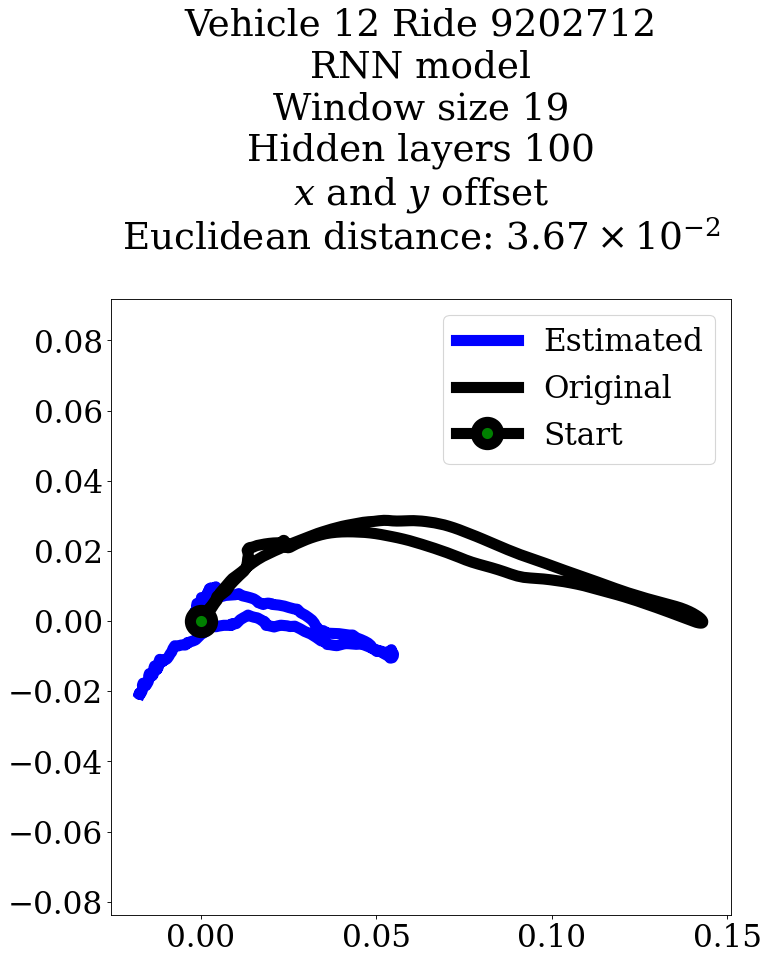 Vehicle 12 Ride 9202712
RNN model
Window size 19
Hidden layers 100
x and y offset
Euclidean distance: 3.67 × 10⁻²
Estimated
Original
Start
0.08
0.06
0.04
0.02
0.00
−0.02
−0.04
−0.06
−0.08
0.00 0.05 0.10 0.15